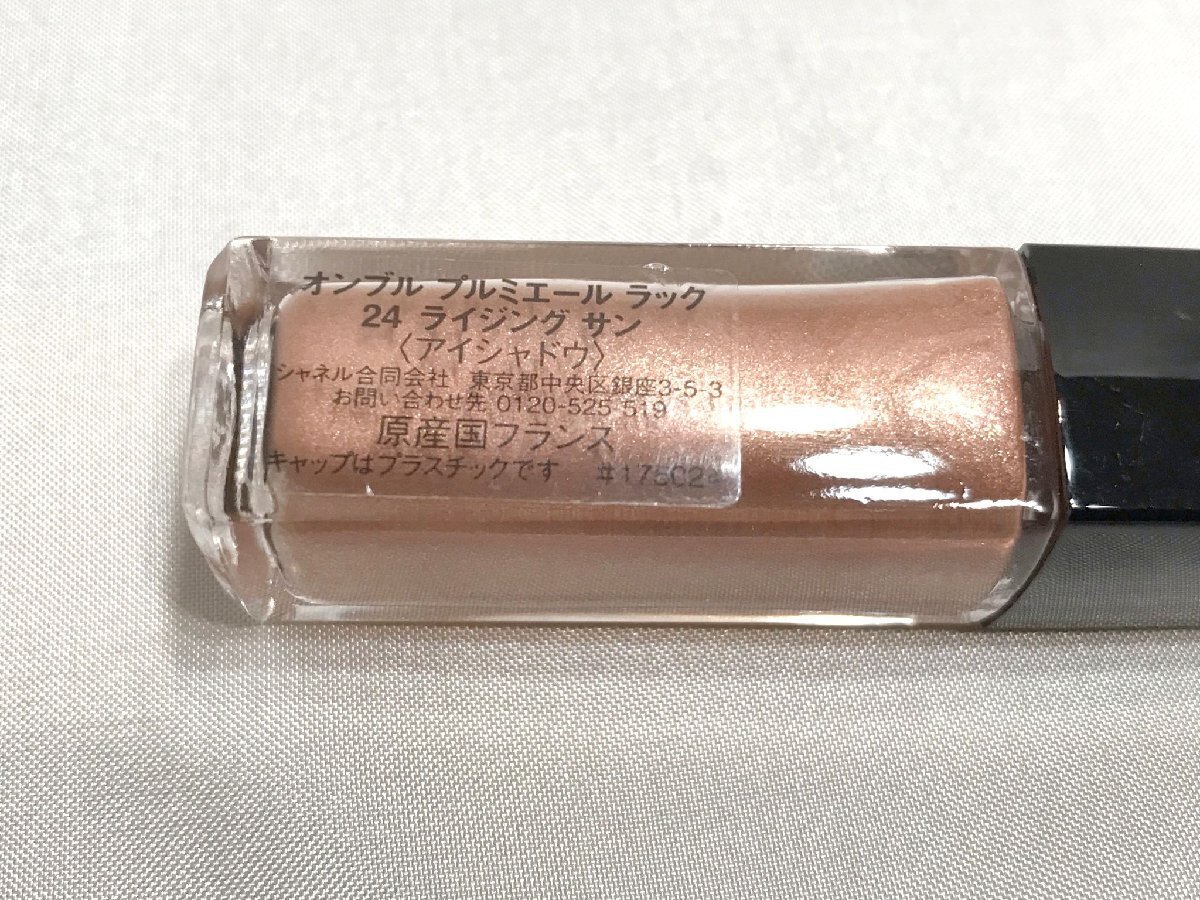 オンブル プルミエール ラック
24 ライジング サン
〈アイシャドウ〉
シャネル合同会社 東京都中央区銀座3-5-3
お問い合わせ先 0120-525-519
原産国フランス
キャップはプラスチックです